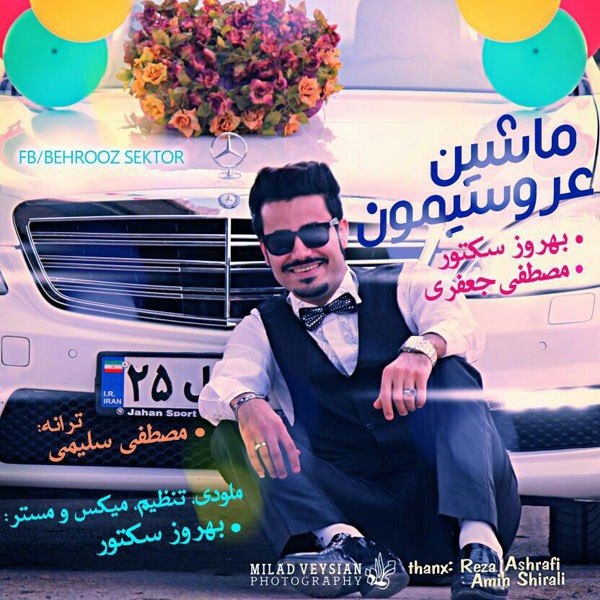 FB/BEHROOZ SEKTOR
ماشین
عروسیمون
• بهروز سکتور
• مصطفی جعفری
I.R.
IRAN
۲۵ ل
Jahan Sport
ترانه:
• مصطفی سلیمی
ملودی، تنظیم، میکس و مستر:
• بهروز سکتور
MILAD VEYSIAN
PHOTOGRAPHY
thanx: Reza Ashrafi
Amin Shirali